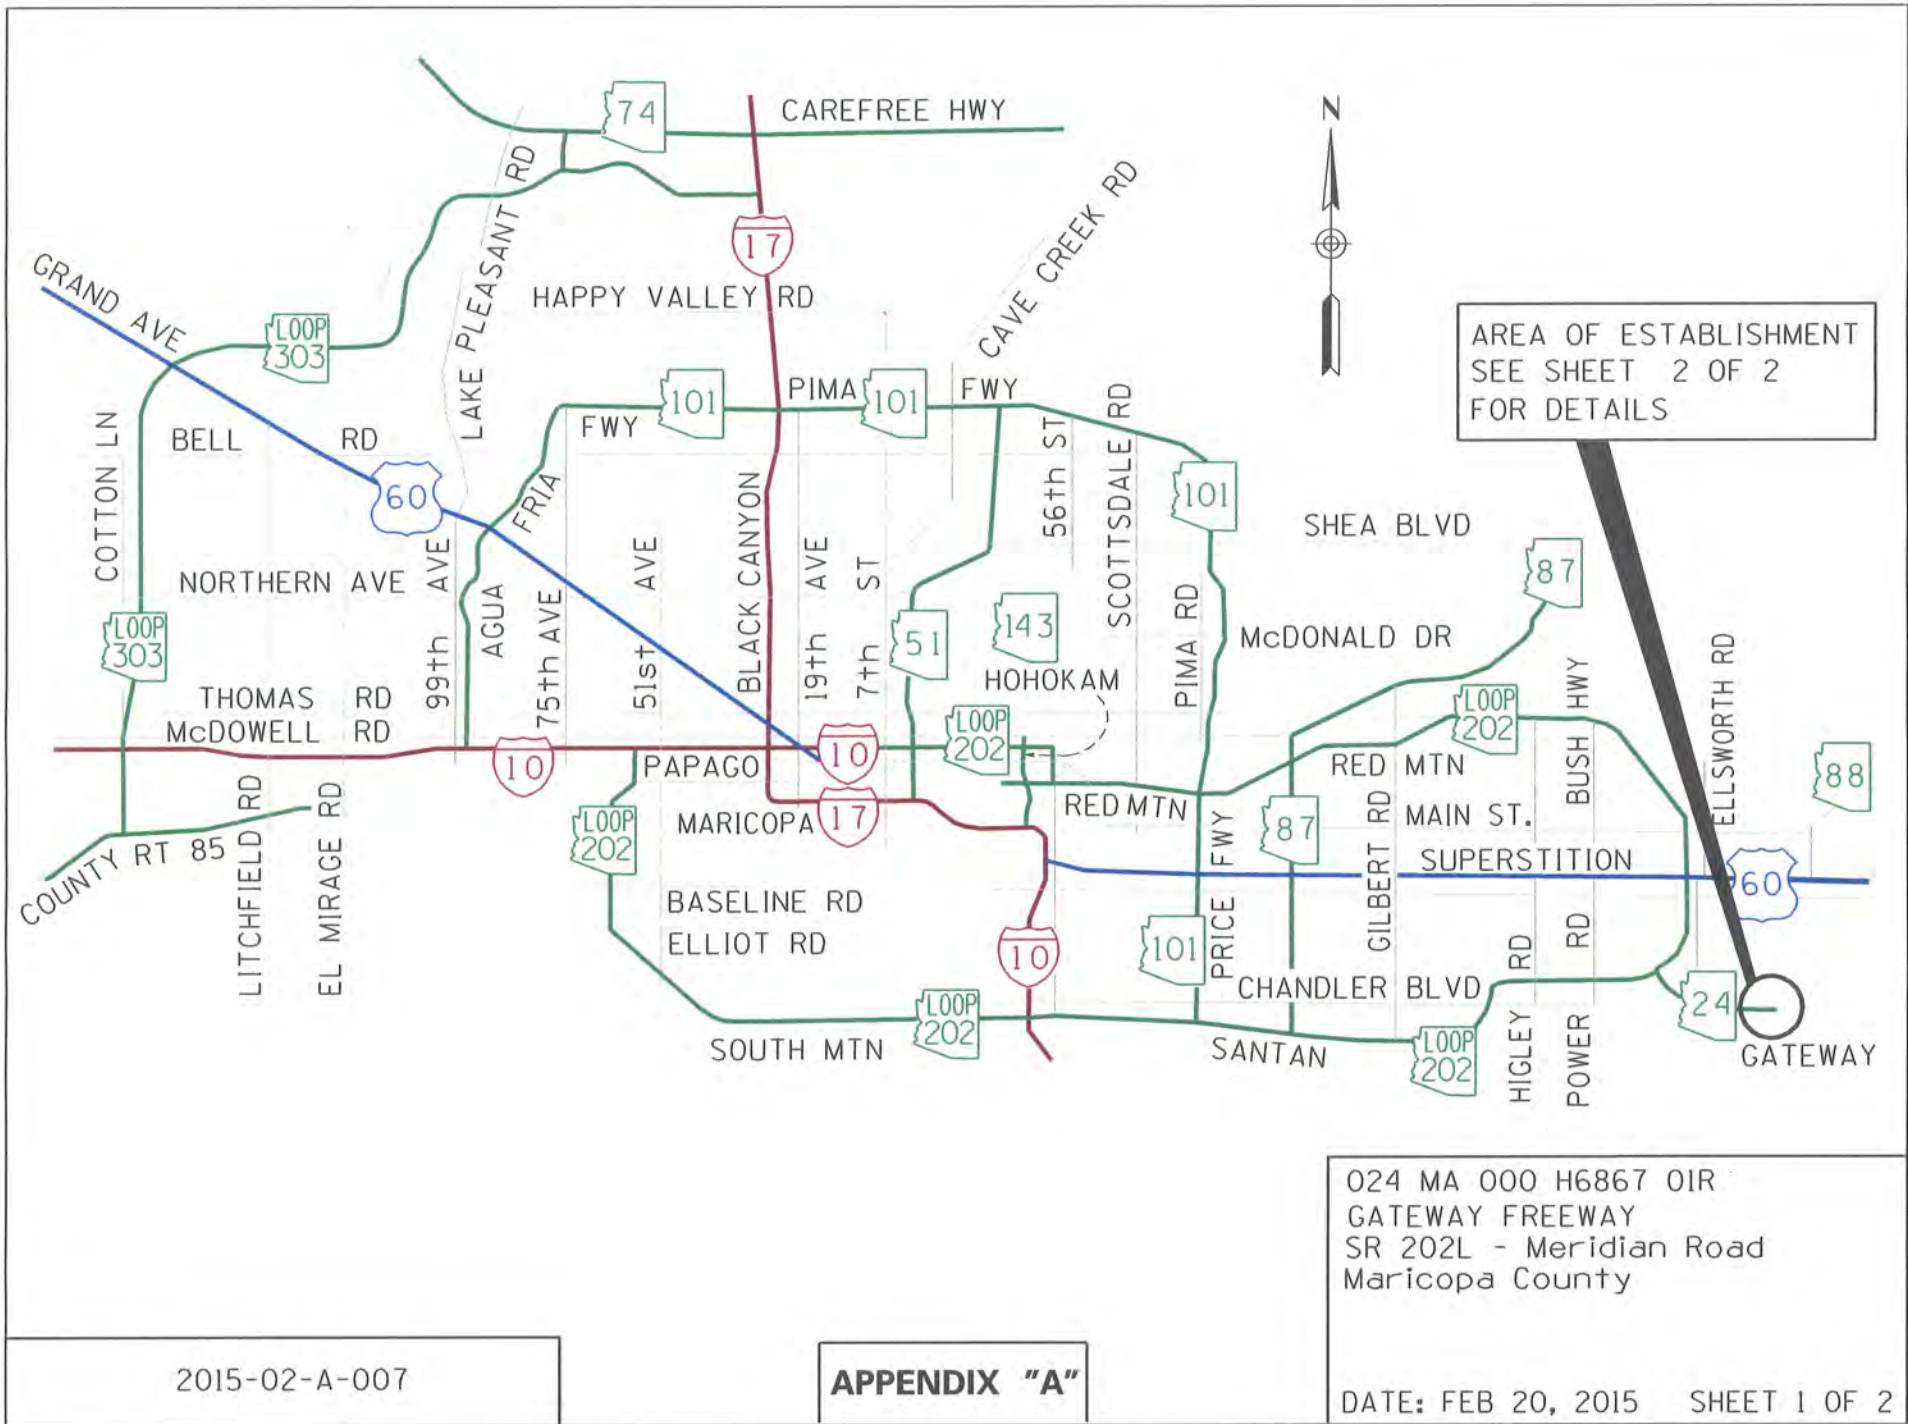 74
CAREFREE HWY
N
LAKE PLEASANT RD
17
CAVE CREEK RD
GRAND AVE
HAPPY VALLEY RD
LOOP
303
AREA OF ESTABLISHMENT
SEE SHEET 2 OF 2
FOR DETAILS
101
PIMA
101
FWY
FWY
COTTON LN
BELL RD
60
FRIA
AGUA
BLACK CANYON
56th ST
SCOTTSDALE RD
101
SHEA BLVD
87
NORTHERN AVE
99th AVE
75th AVE
51st AVE
19th AVE
7th ST
51
143
HOHOKAM
PIMA RD
McDONALD DR
BUSH HWY
ELLSWORTH RD
LOOP
303
THOMAS RD
McDOWELL RD
10
PAPAGO
10
LOOP
202
LOOP
202
RED MTN
88
LITCHFIELD RD
EL MIRAGE RD
LOOP
202
MARICOPA
17
RED MTN
87
GILBERT RD
MAIN ST.
COUNTY RT 85
PRICE FWY
SUPERSTITION
60
BASELINE RD
ELLIOT RD
10
101
CHANDLER BLVD
HIGLEY RD
POWER RD
24
LOOP
202
SOUTH MTN
SANTAN
LOOP
202
GATEWAY
024 MA 000 H6867 01R
GATEWAY FREEWAY
SR 202L - Meridian Road
Maricopa County
2015-02-A-007
APPENDIX "A"
DATE: FEB 20, 2015 SHEET 1 OF 2